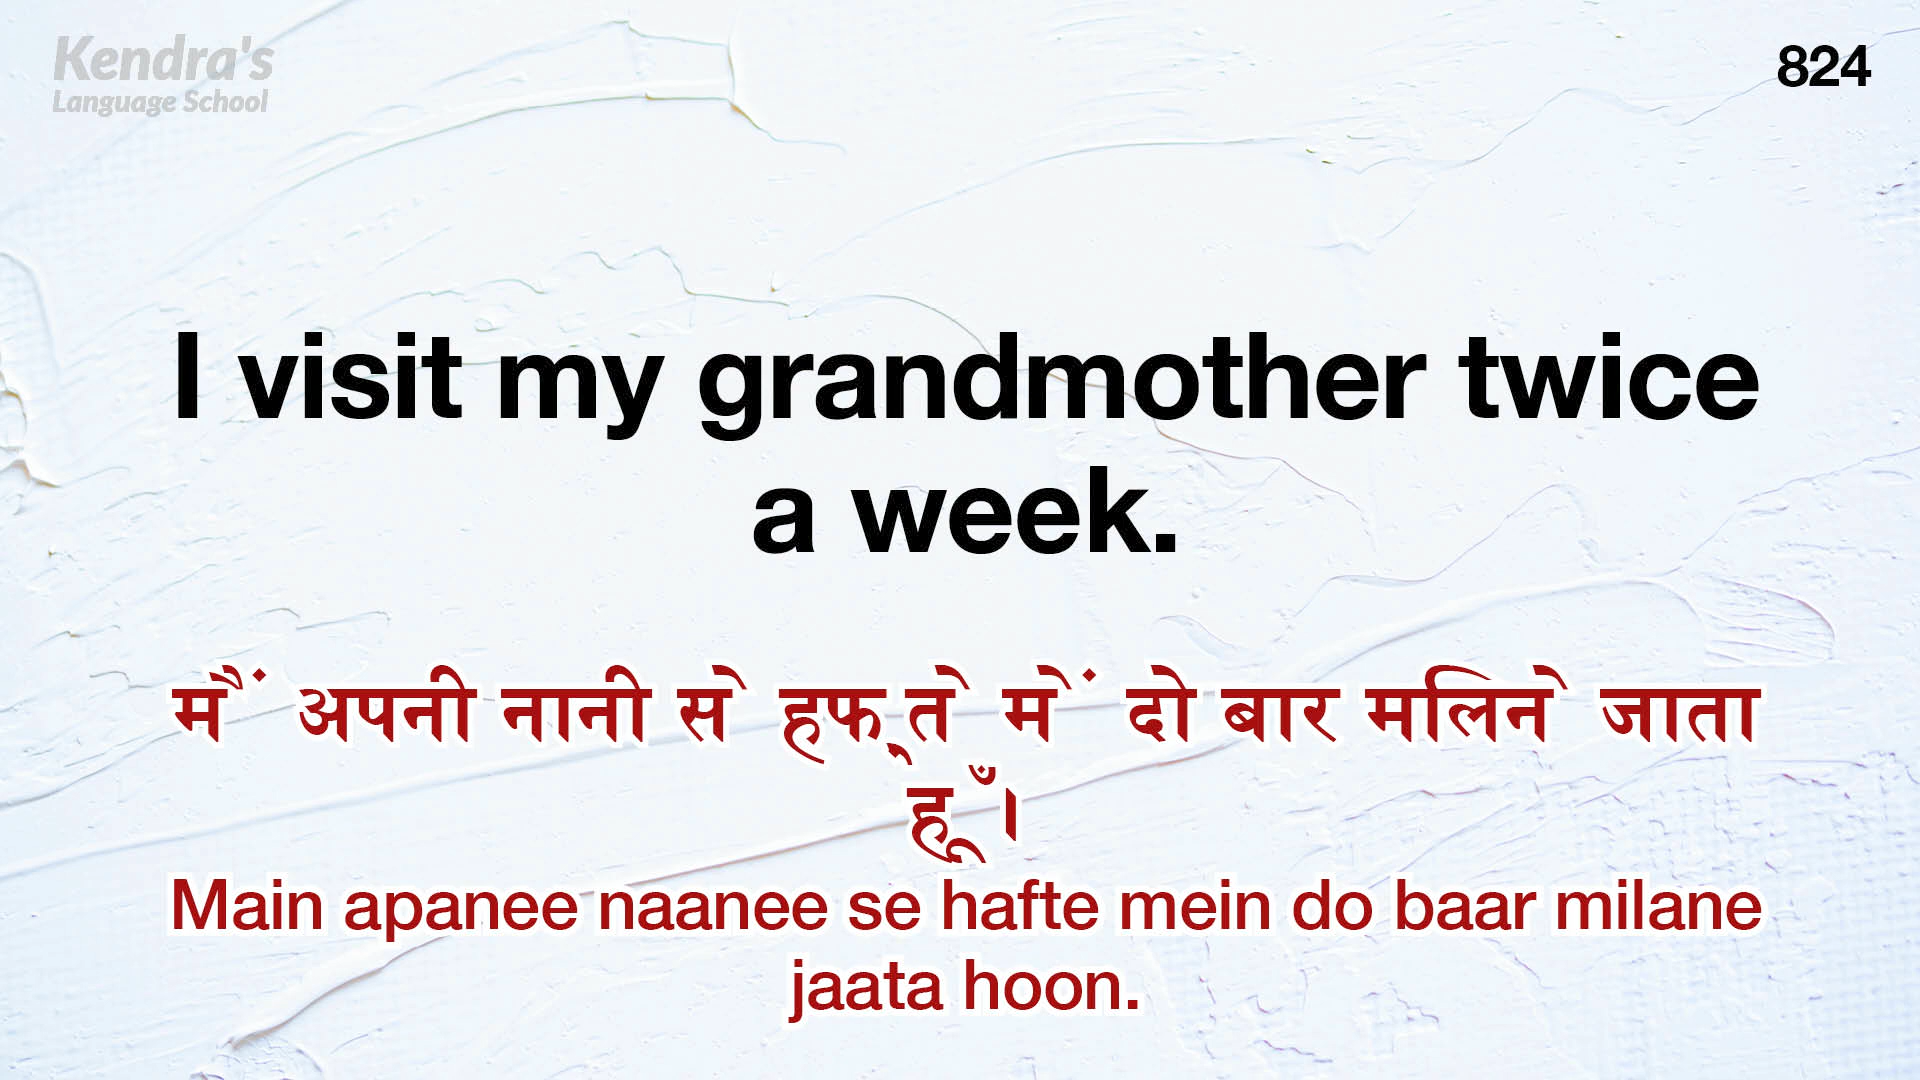 Kendra's
Language School
824
I visit my grandmother twice
a week.
मैं अपनी नानी से हफ्ते में दो बार मिलने जाता
हूँ।
Main apanee naanee se hafte mein do baar milane
jaata hoon.